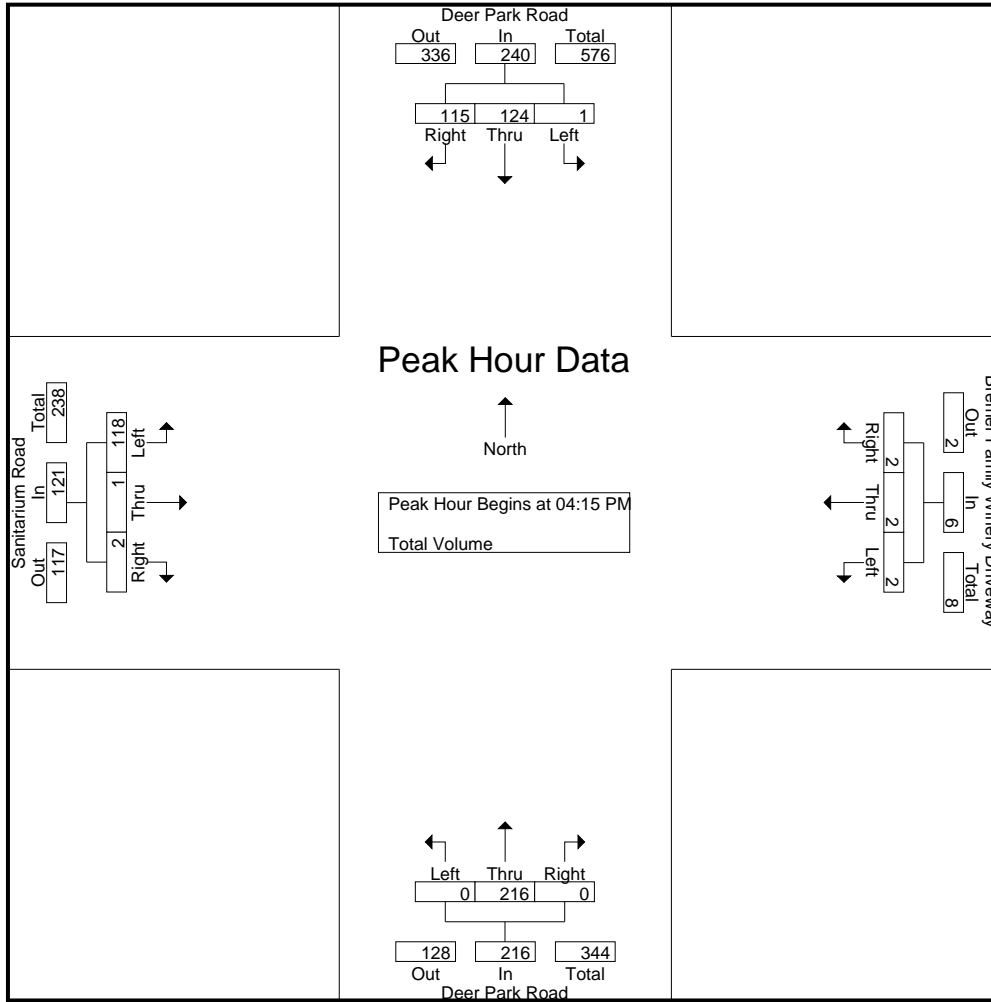 Deer Park Road
Out In Total
336 240 576
115 124 1
Right Thru Left
Peak Hour Data
North
Peak Hour Begins at 04:15 PM
Total Volume
Sanitarium Road
Out In Total
117 121 238
118 1 2
Left Thru Right
Family Winery Driveway
Out In Total
2 6 8
2 2 2
Right Thru Left
Left Thru Right
0 216 0
128 216 344
Out In Total
Deer Park Road